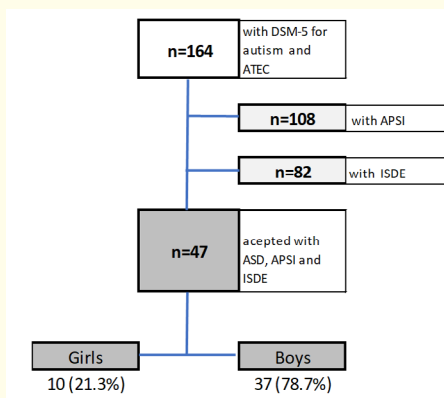 n=164
with DSM-5 for
autism and
ATEC
n=108
with APSI
n=82
with ISDE
n=47
acepted with
ASD, APSI and
ISDE
Girls
Boys
10 (21.3%)
37 (78.7%)